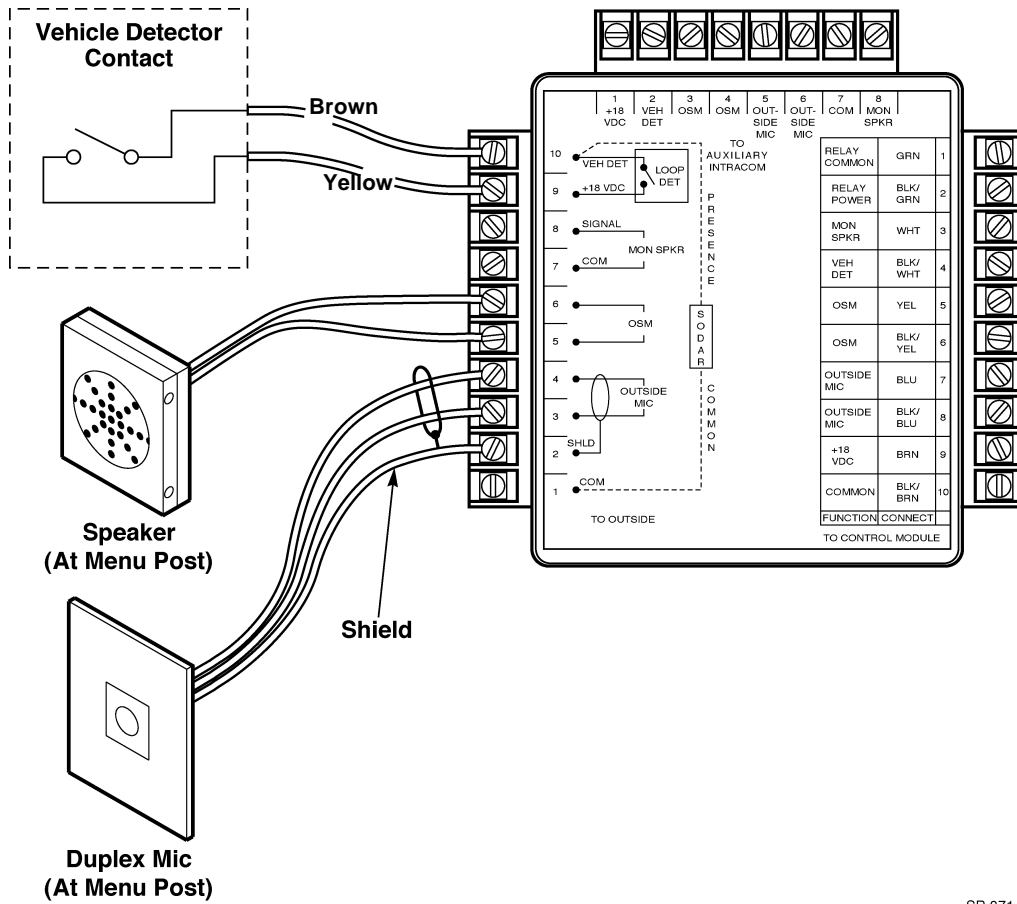 Vehicle Detector
Contact
Brown
Yellow
Speaker
(At Menu Post)
Shield
Duplex Mic
(At Menu Post)
1
+18
VDC
2
VEH
DET
3
OSM
4
OSM
5
OUT-
SIDE
MIC
6
OUT-
SIDE
MIC
7
COM
8
MON
SPKR
TO
AUXILIARY
INTRACOM
10
VEH DET
9
+18 VDC
LOOP
DET
8
SIGNAL
MON SPKR
7
COM
6
OSM
5
4
OUTSIDE
MIC
3
SHLD
2
1
COM
PRESENCE
SODAR
COMMON
TO OUTSIDE
RELAY
COMMON
GRN
1
RELAY
POWER
BLK/
GRN
2
MON
SPKR
WHT
3
VEH
DET
BLK/
WHT
4
OSM
YEL
5
OSM
BLK/
YEL
6
OUTSIDE
MIC
BLU
7
OUTSIDE
MIC
BLK/
BLU
8
+18
VDC
BRN
9
COMMON
BLK/
BRN
10
FUNCTION CONNECT
TO CONTROL MODULE